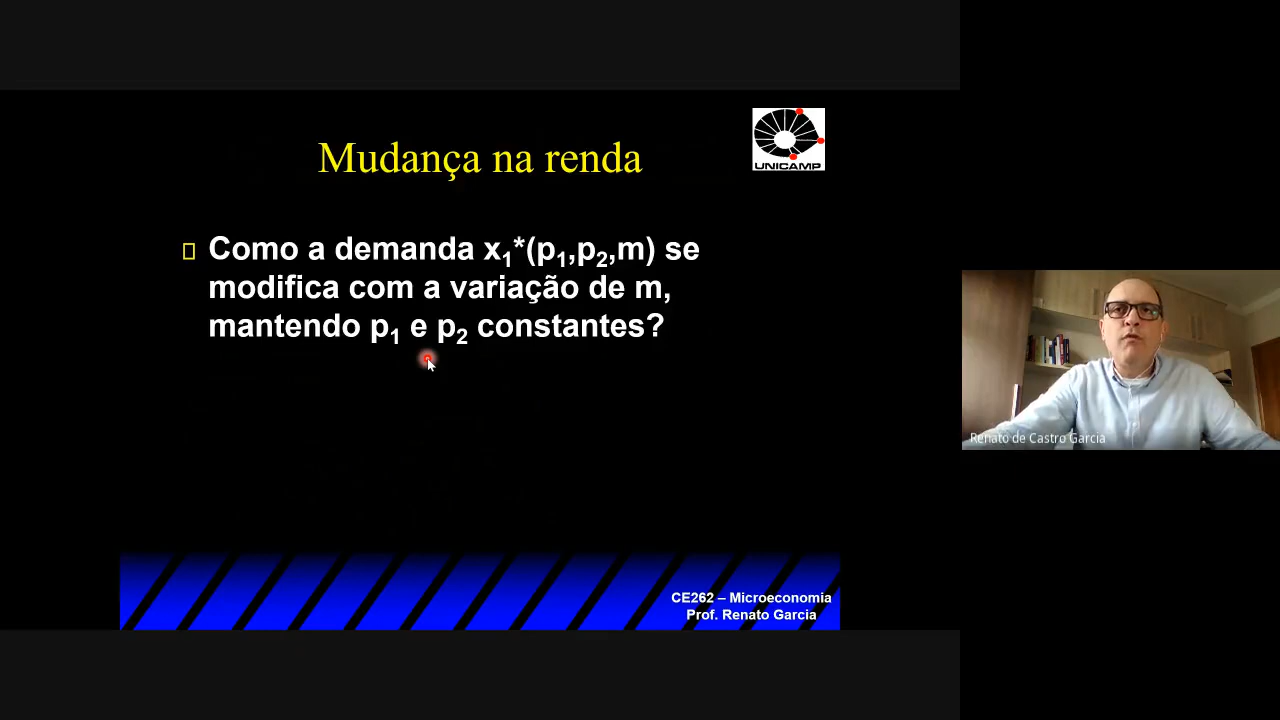 Mudança na renda
UNICAMP
Como a demanda x₁*(p₁,p₂,m) se
modifica com a variação de m,
mantendo p₁ e p₂ constantes?
CE262 – Microeconomia
Prof. Renato Garcia
Renato de Castro Garcia